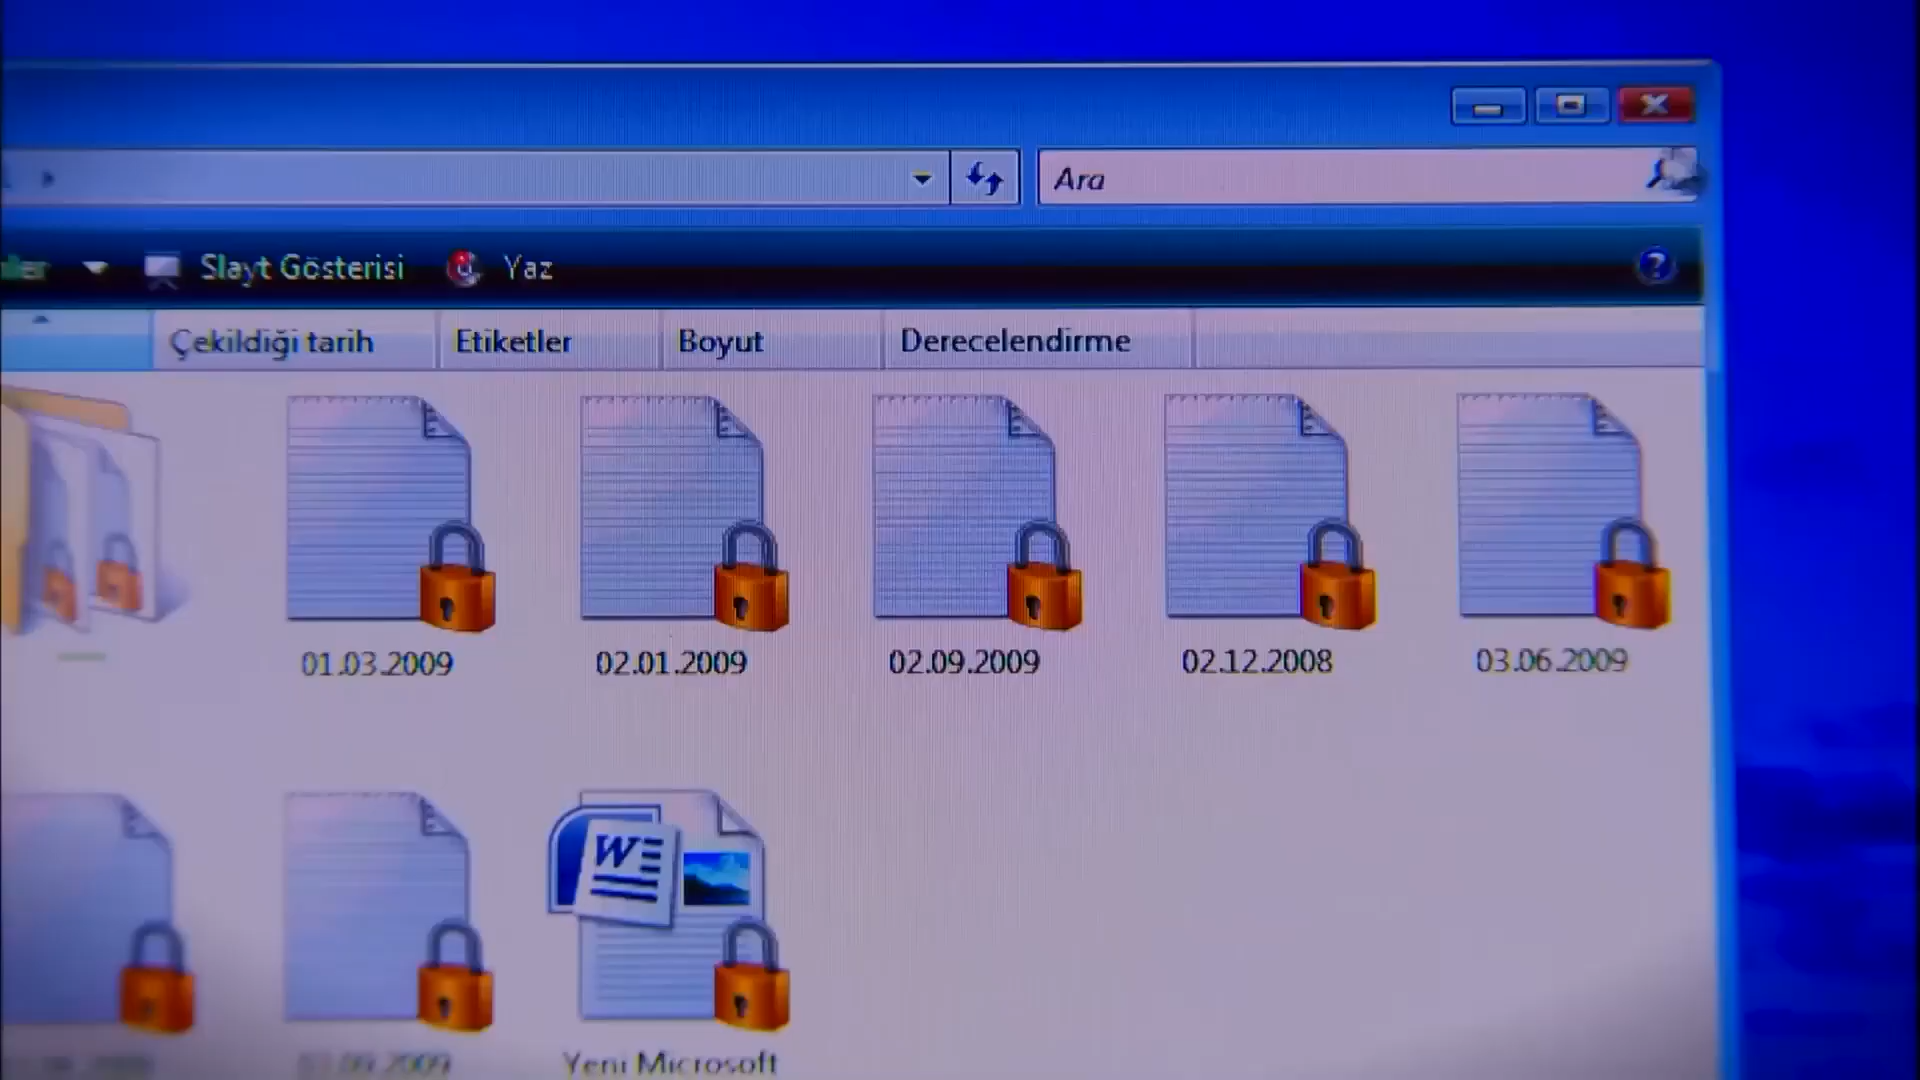 Ara
Slayt Gösterisi Yaz
Çekildiği tarih Etiketler Boyut Derecelendirme
01.03.2009 02.01.2009 02.09.2009 02.12.2008 03.06.2009
Yeni Microsoft